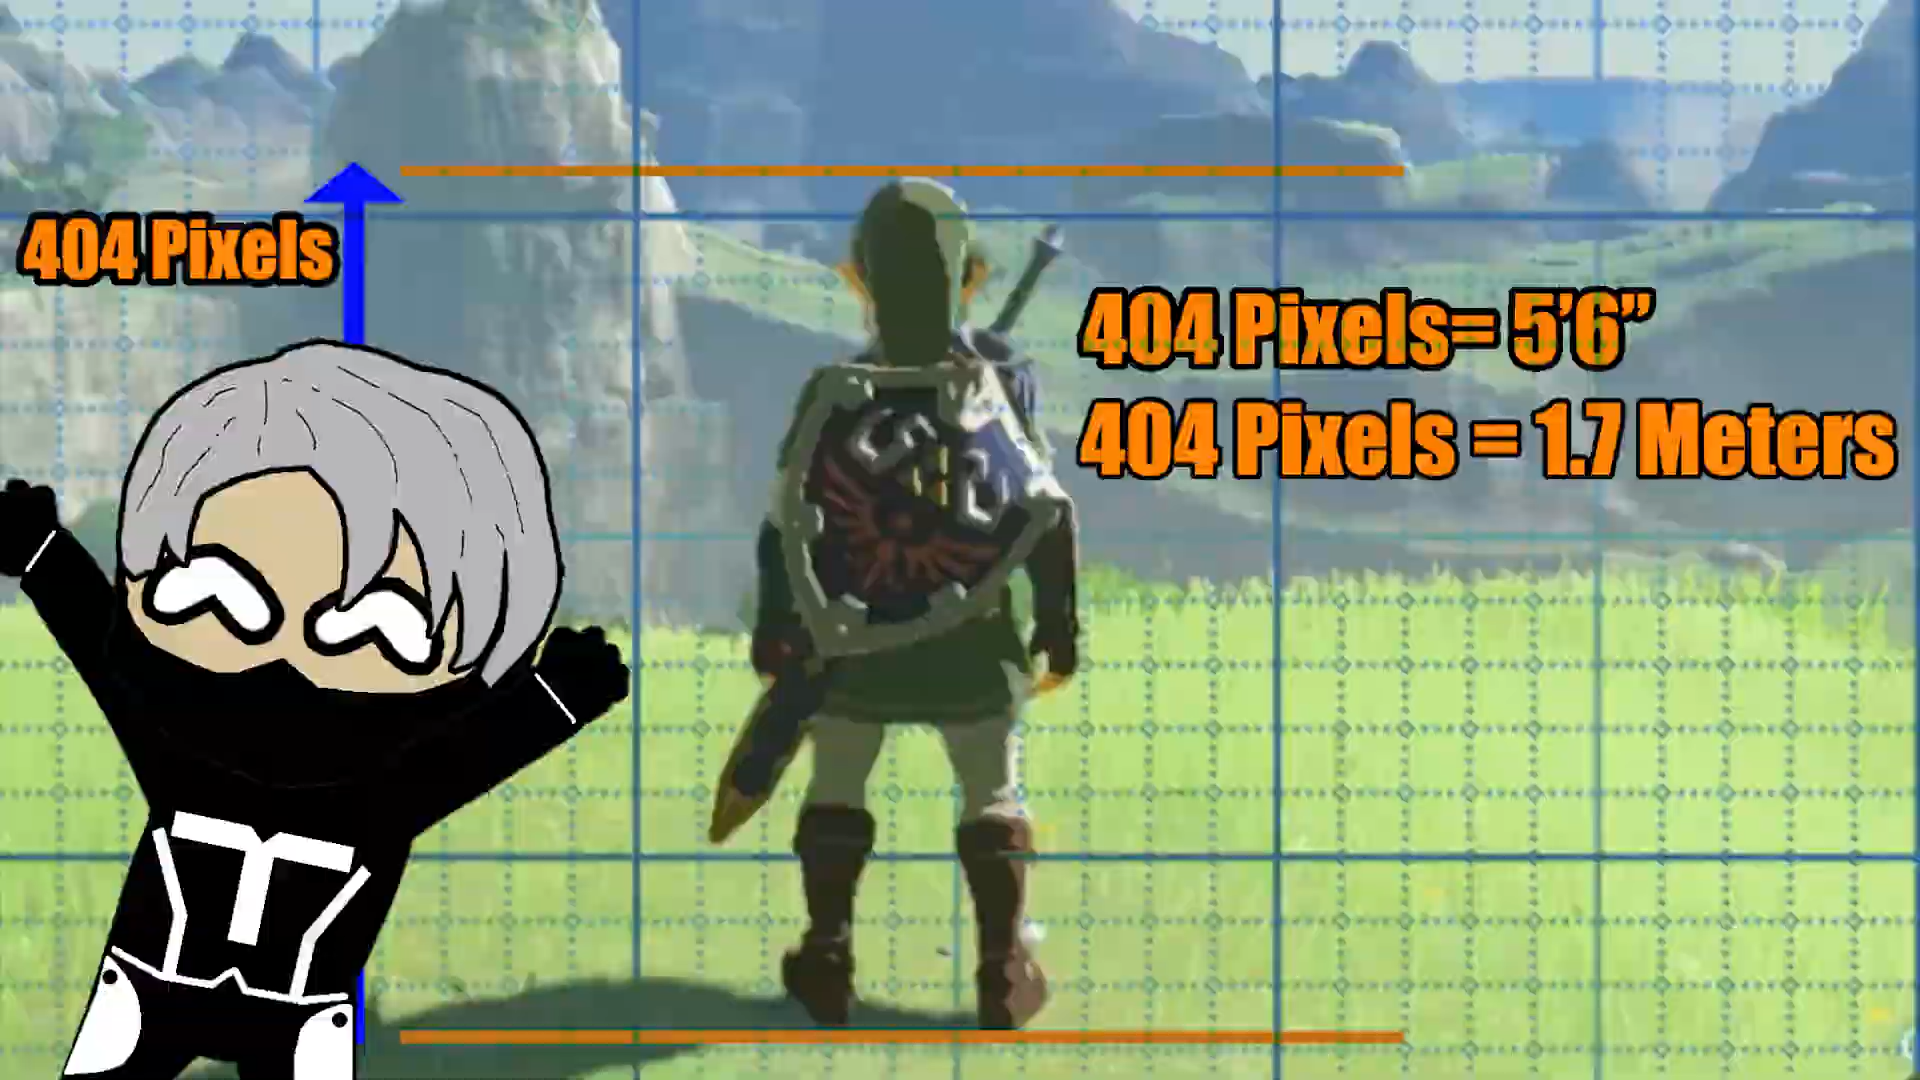 404 Pixels
404 Pixels= 5’6”
404 Pixels = 1.7 Meters